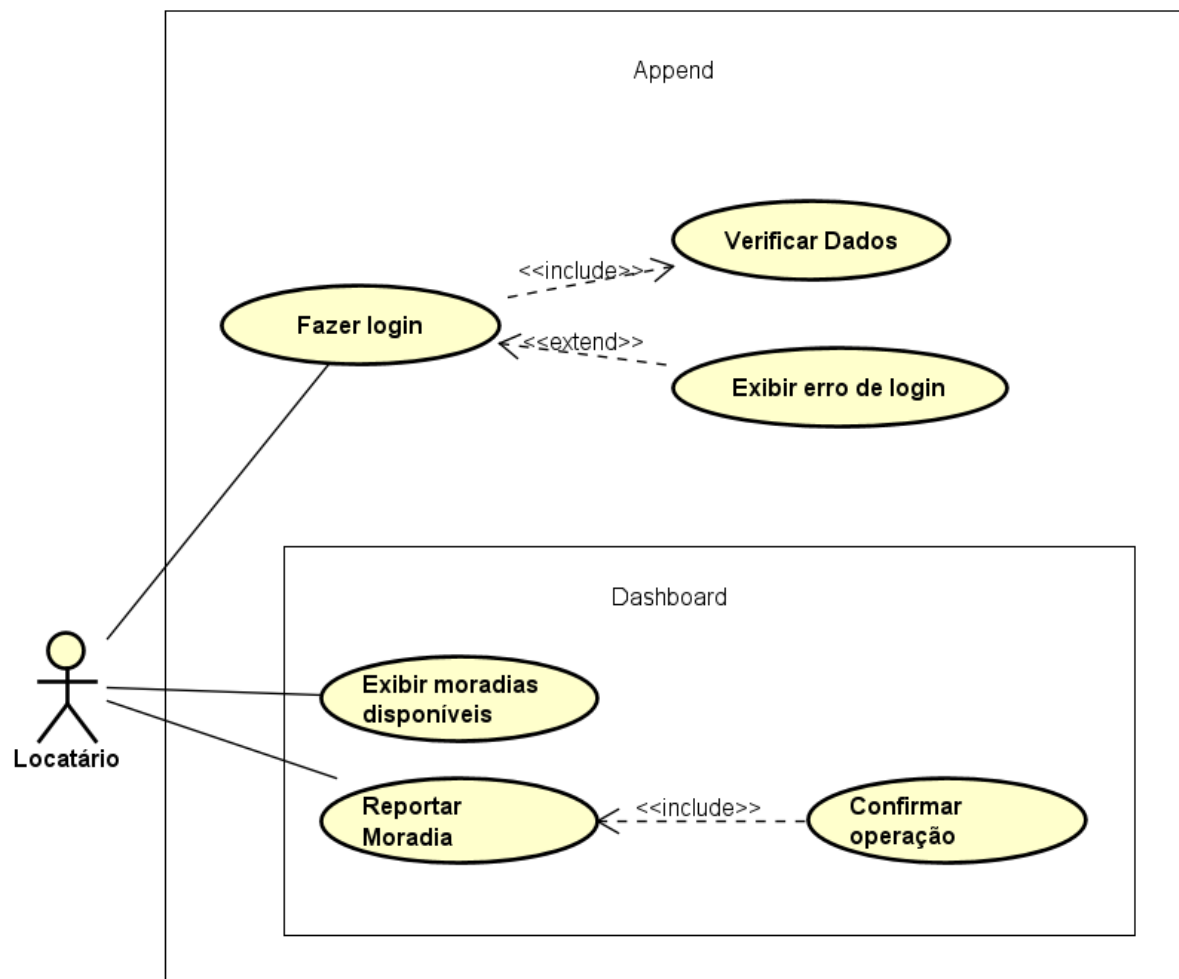 Append
Verificar Dados
<<include>>
Fazer login
<<extend>>
Exibir erro de login
Dashboard
Exibir moradias
disponíveis
Locatário
Reportar
Moradia
<<include>>
Confirmar
operação